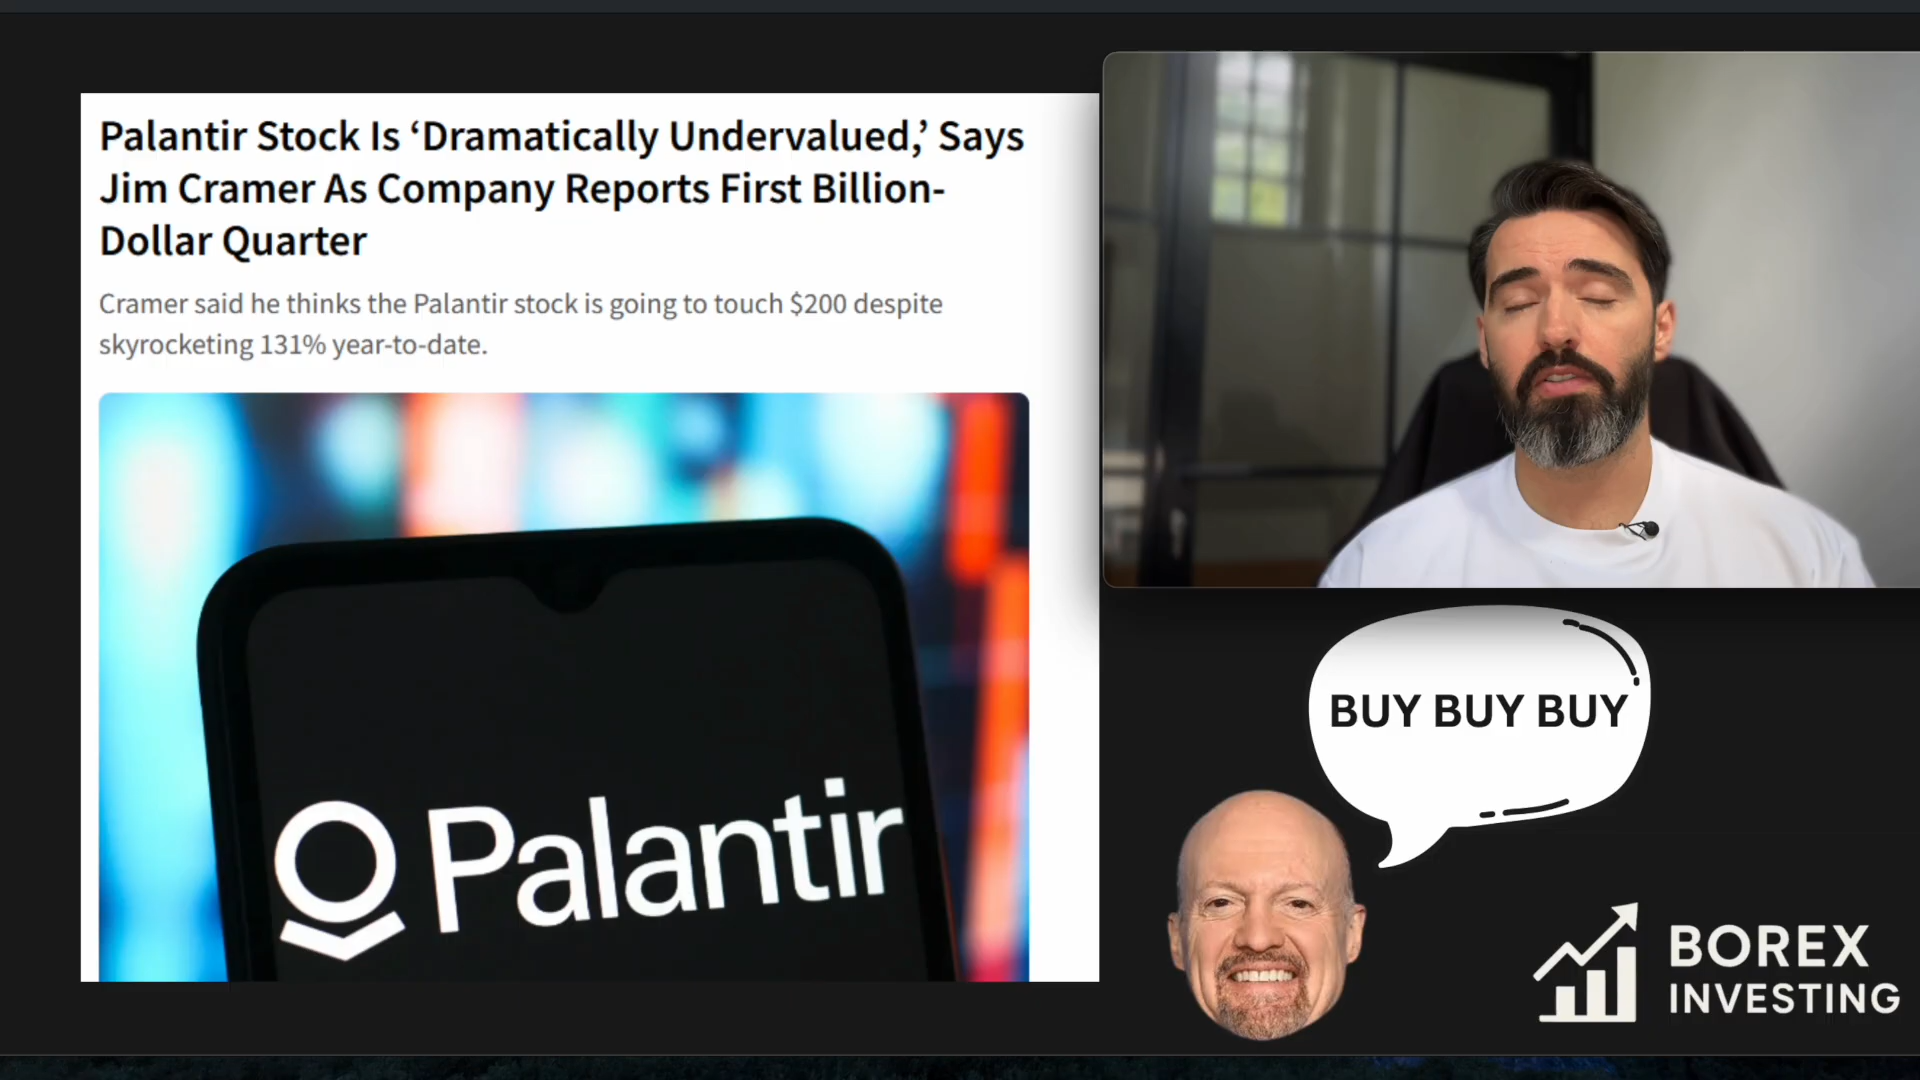 Palantir Stock Is ‘Dramatically Undervalued,’ Says
Jim Cramer As Company Reports First Billion-
Dollar Quarter
Cramer said he thinks the Palantir stock is going to touch $200 despite
skyrocketing 131% year-to-date.
Palantir
BUY BUY BUY
BOREX
INVESTING